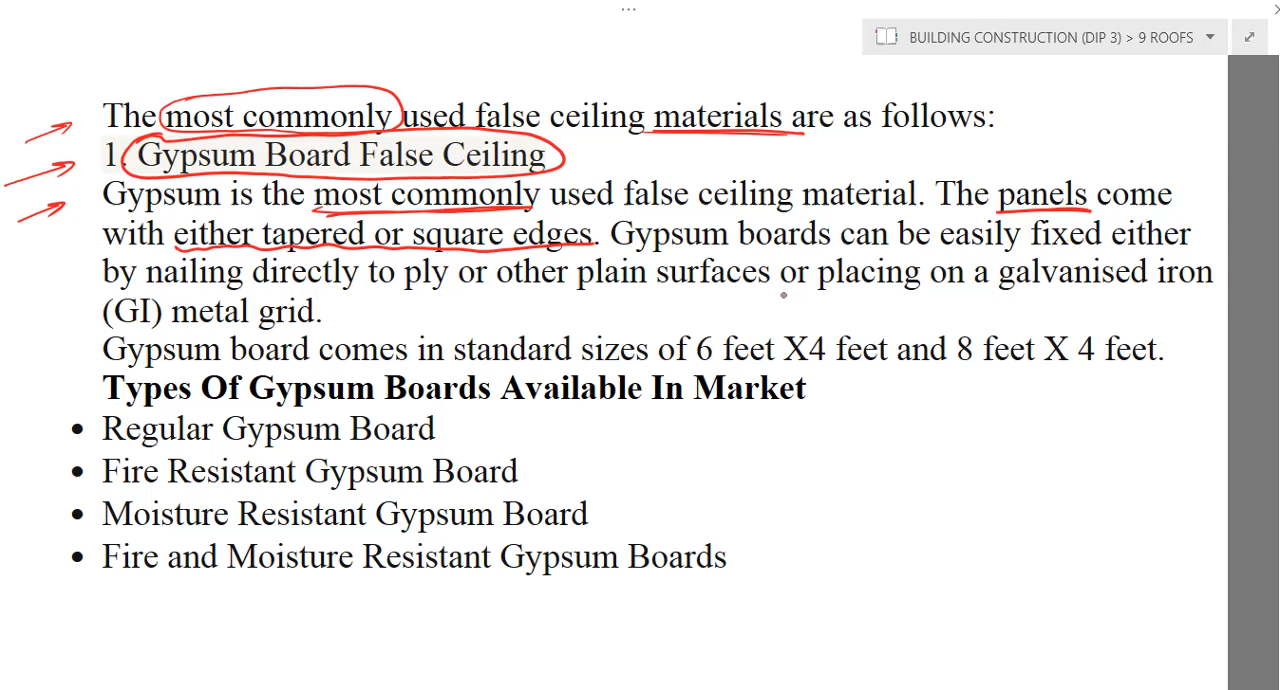 ...
BUILDING CONSTRUCTION (DIP 3) > 9 ROOFS
The most commonly used false ceiling materials are as follows:
1. Gypsum Board False Ceiling
Gypsum is the most commonly used false ceiling material. The panels come
with either tapered or square edges. Gypsum boards can be easily fixed either
by nailing directly to ply or other plain surfaces or placing on a galvanised iron
(GI) metal grid.
Gypsum board comes in standard sizes of 6 feet X4 feet and 8 feet X 4 feet.
Types Of Gypsum Boards Available In Market
• Regular Gypsum Board
• Fire Resistant Gypsum Board
• Moisture Resistant Gypsum Board
• Fire and Moisture Resistant Gypsum Boards